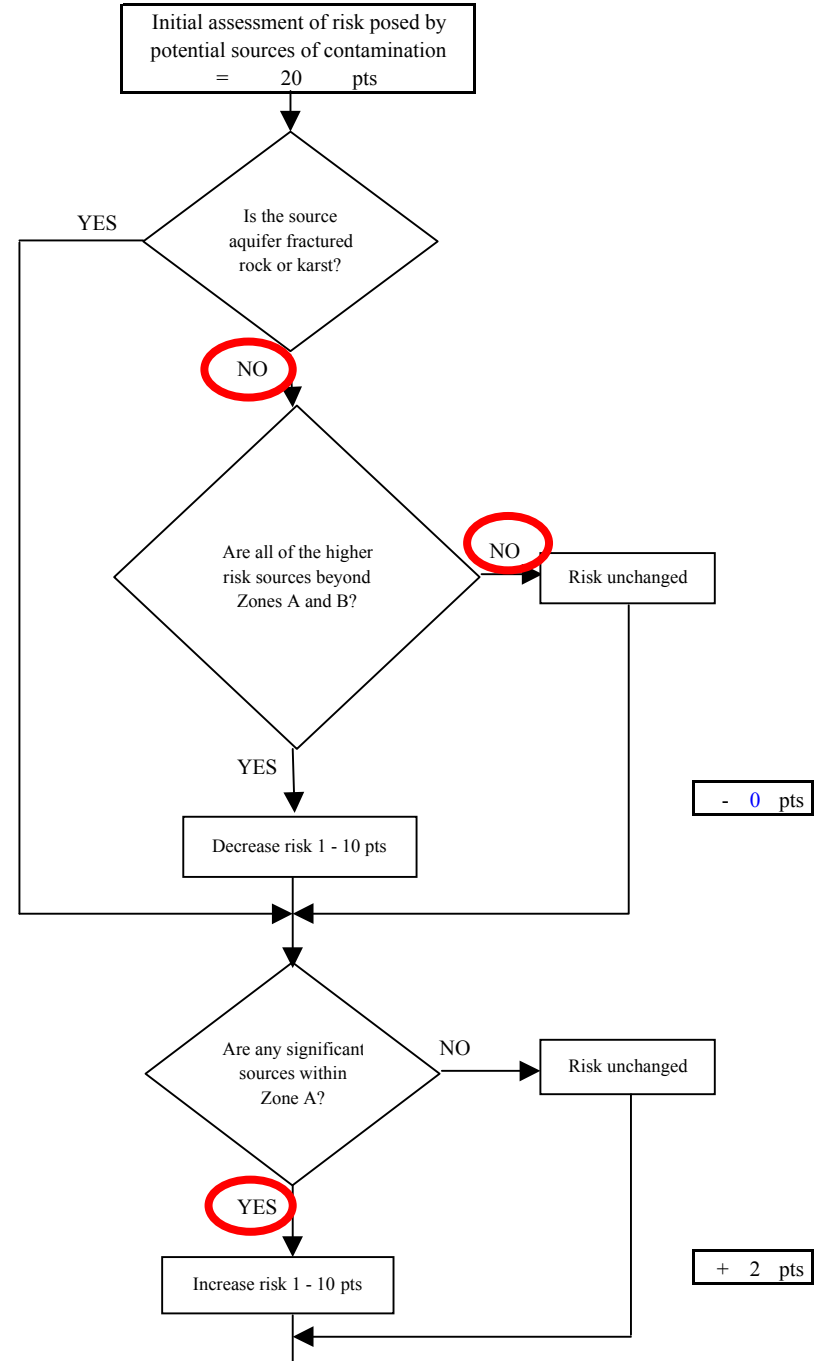 Initial assessment of risk posed by
potential sources of contamination
= 20 pts
YES
Is the source
aquifer fractured
rock or karst?
NO
Are all of the higher
risk sources beyond
Zones A and B?
NO
Risk unchanged
YES
- 0 pts
Decrease risk 1 - 10 pts
Are any significant
sources within
Zone A?
NO
Risk unchanged
YES
Increase risk 1 - 10 pts
+ 2 pts